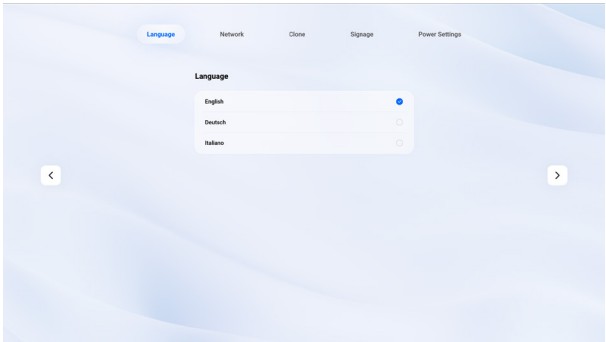 Language Network Clone Signage Power Settings
Language
English
Deutsch
Italiano